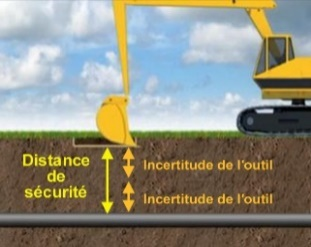 Distance
de
sécurité
Incertitude de l'outil
Incertitude de l'outil